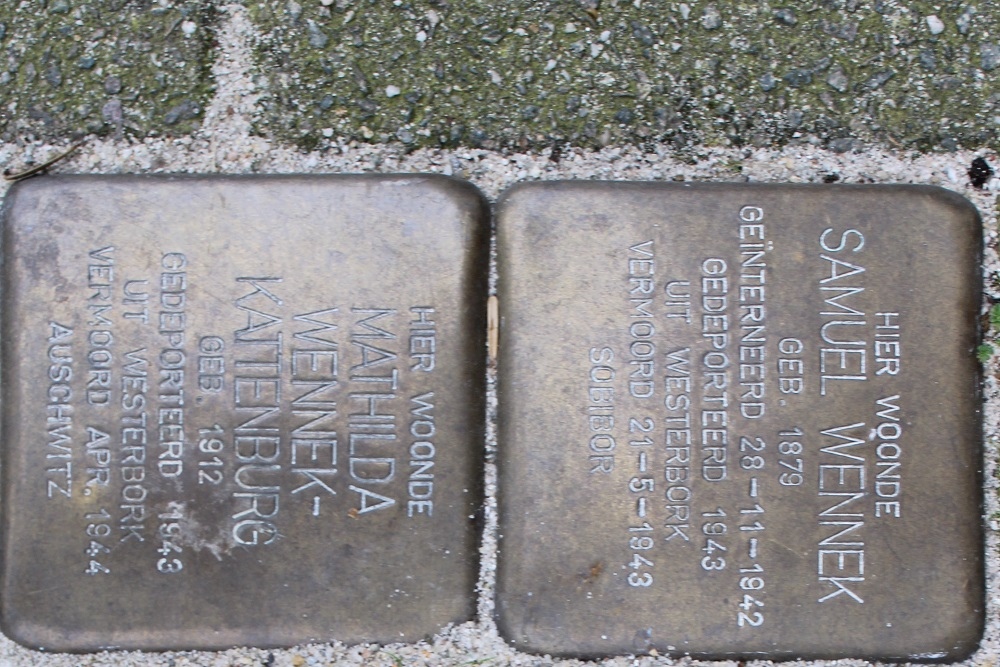 HIER WOONDE
MATHILDA
WENNEK-
KATTENBURG
GEB. 1912
GEDEPORTEERD 1943
UIT WESTERBORK
VERMOORD APR. 1944
AUSCHWITZ
HIER WOONDE
SAMUEL WENNEK
GEB. 1879
GEÏNTERNEERD 28-11-1942
GEDEPORTEERD 1943
UIT WESTERBORK
VERMOORD 21-5-1943
SOBIBOR